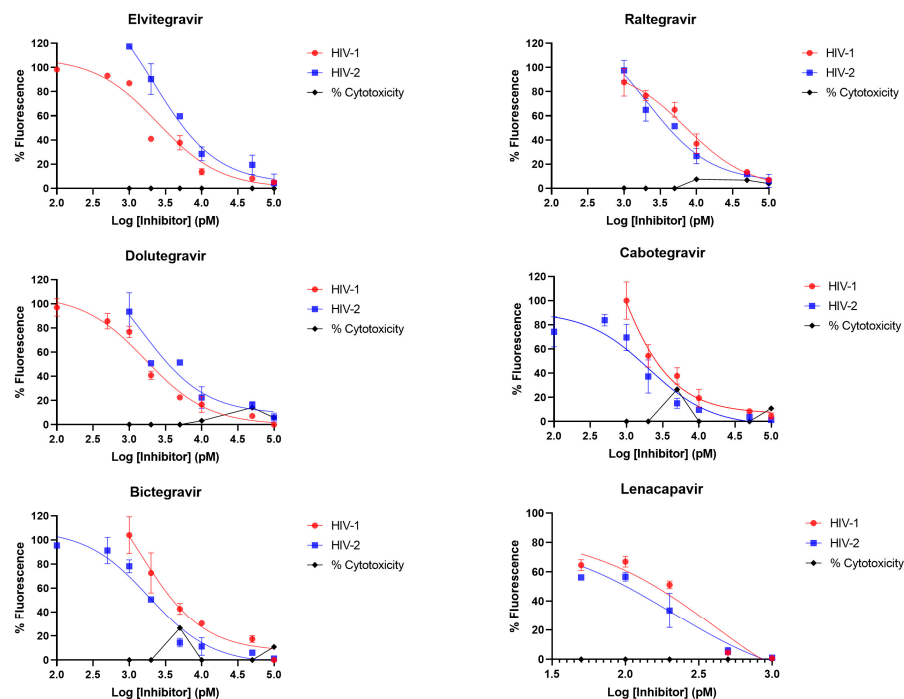 Elvitegravir
% Fluorescence
120
100
80
60
40
20
0
2.0 2.5 3.0 3.5 4.0 4.5 5.0
Log [Inhibitor] (pM)
HIV-1
HIV-2
% Cytotoxicity
Raltegravir
% Fluorescence
120
100
80
60
40
20
0
2.0 2.5 3.0 3.5 4.0 4.5 5.0
Log [Inhibitor] (pM)
HIV-1
HIV-2
% Cytotoxicity
Dolutegravir
% Fluorescence
120
100
80
60
40
20
0
2.0 2.5 3.0 3.5 4.0 4.5 5.0
Log [Inhibitor] (pM)
HIV-1
HIV-2
% Cytotoxicity
Cabotegravir
% Fluorescence
120
100
80
60
40
20
0
2.0 2.5 3.0 3.5 4.0 4.5 5.0
Log [Inhibitor] (pM)
HIV-1
HIV-2
% Cytotoxicity
Bictegravir
% Fluorescence
120
100
80
60
40
20
0
2.0 2.5 3.0 3.5 4.0 4.5 5.0
Log [Inhibitor] (pM)
HIV-1
HIV-2
% Cytotoxicity
Lenacapavir
% Fluorescence
100
80
60
40
20
0
1.5 2.0 2.5 3.0
Log [Inhibitor] (pM)
HIV-1
HIV-2
% Cytotoxicity